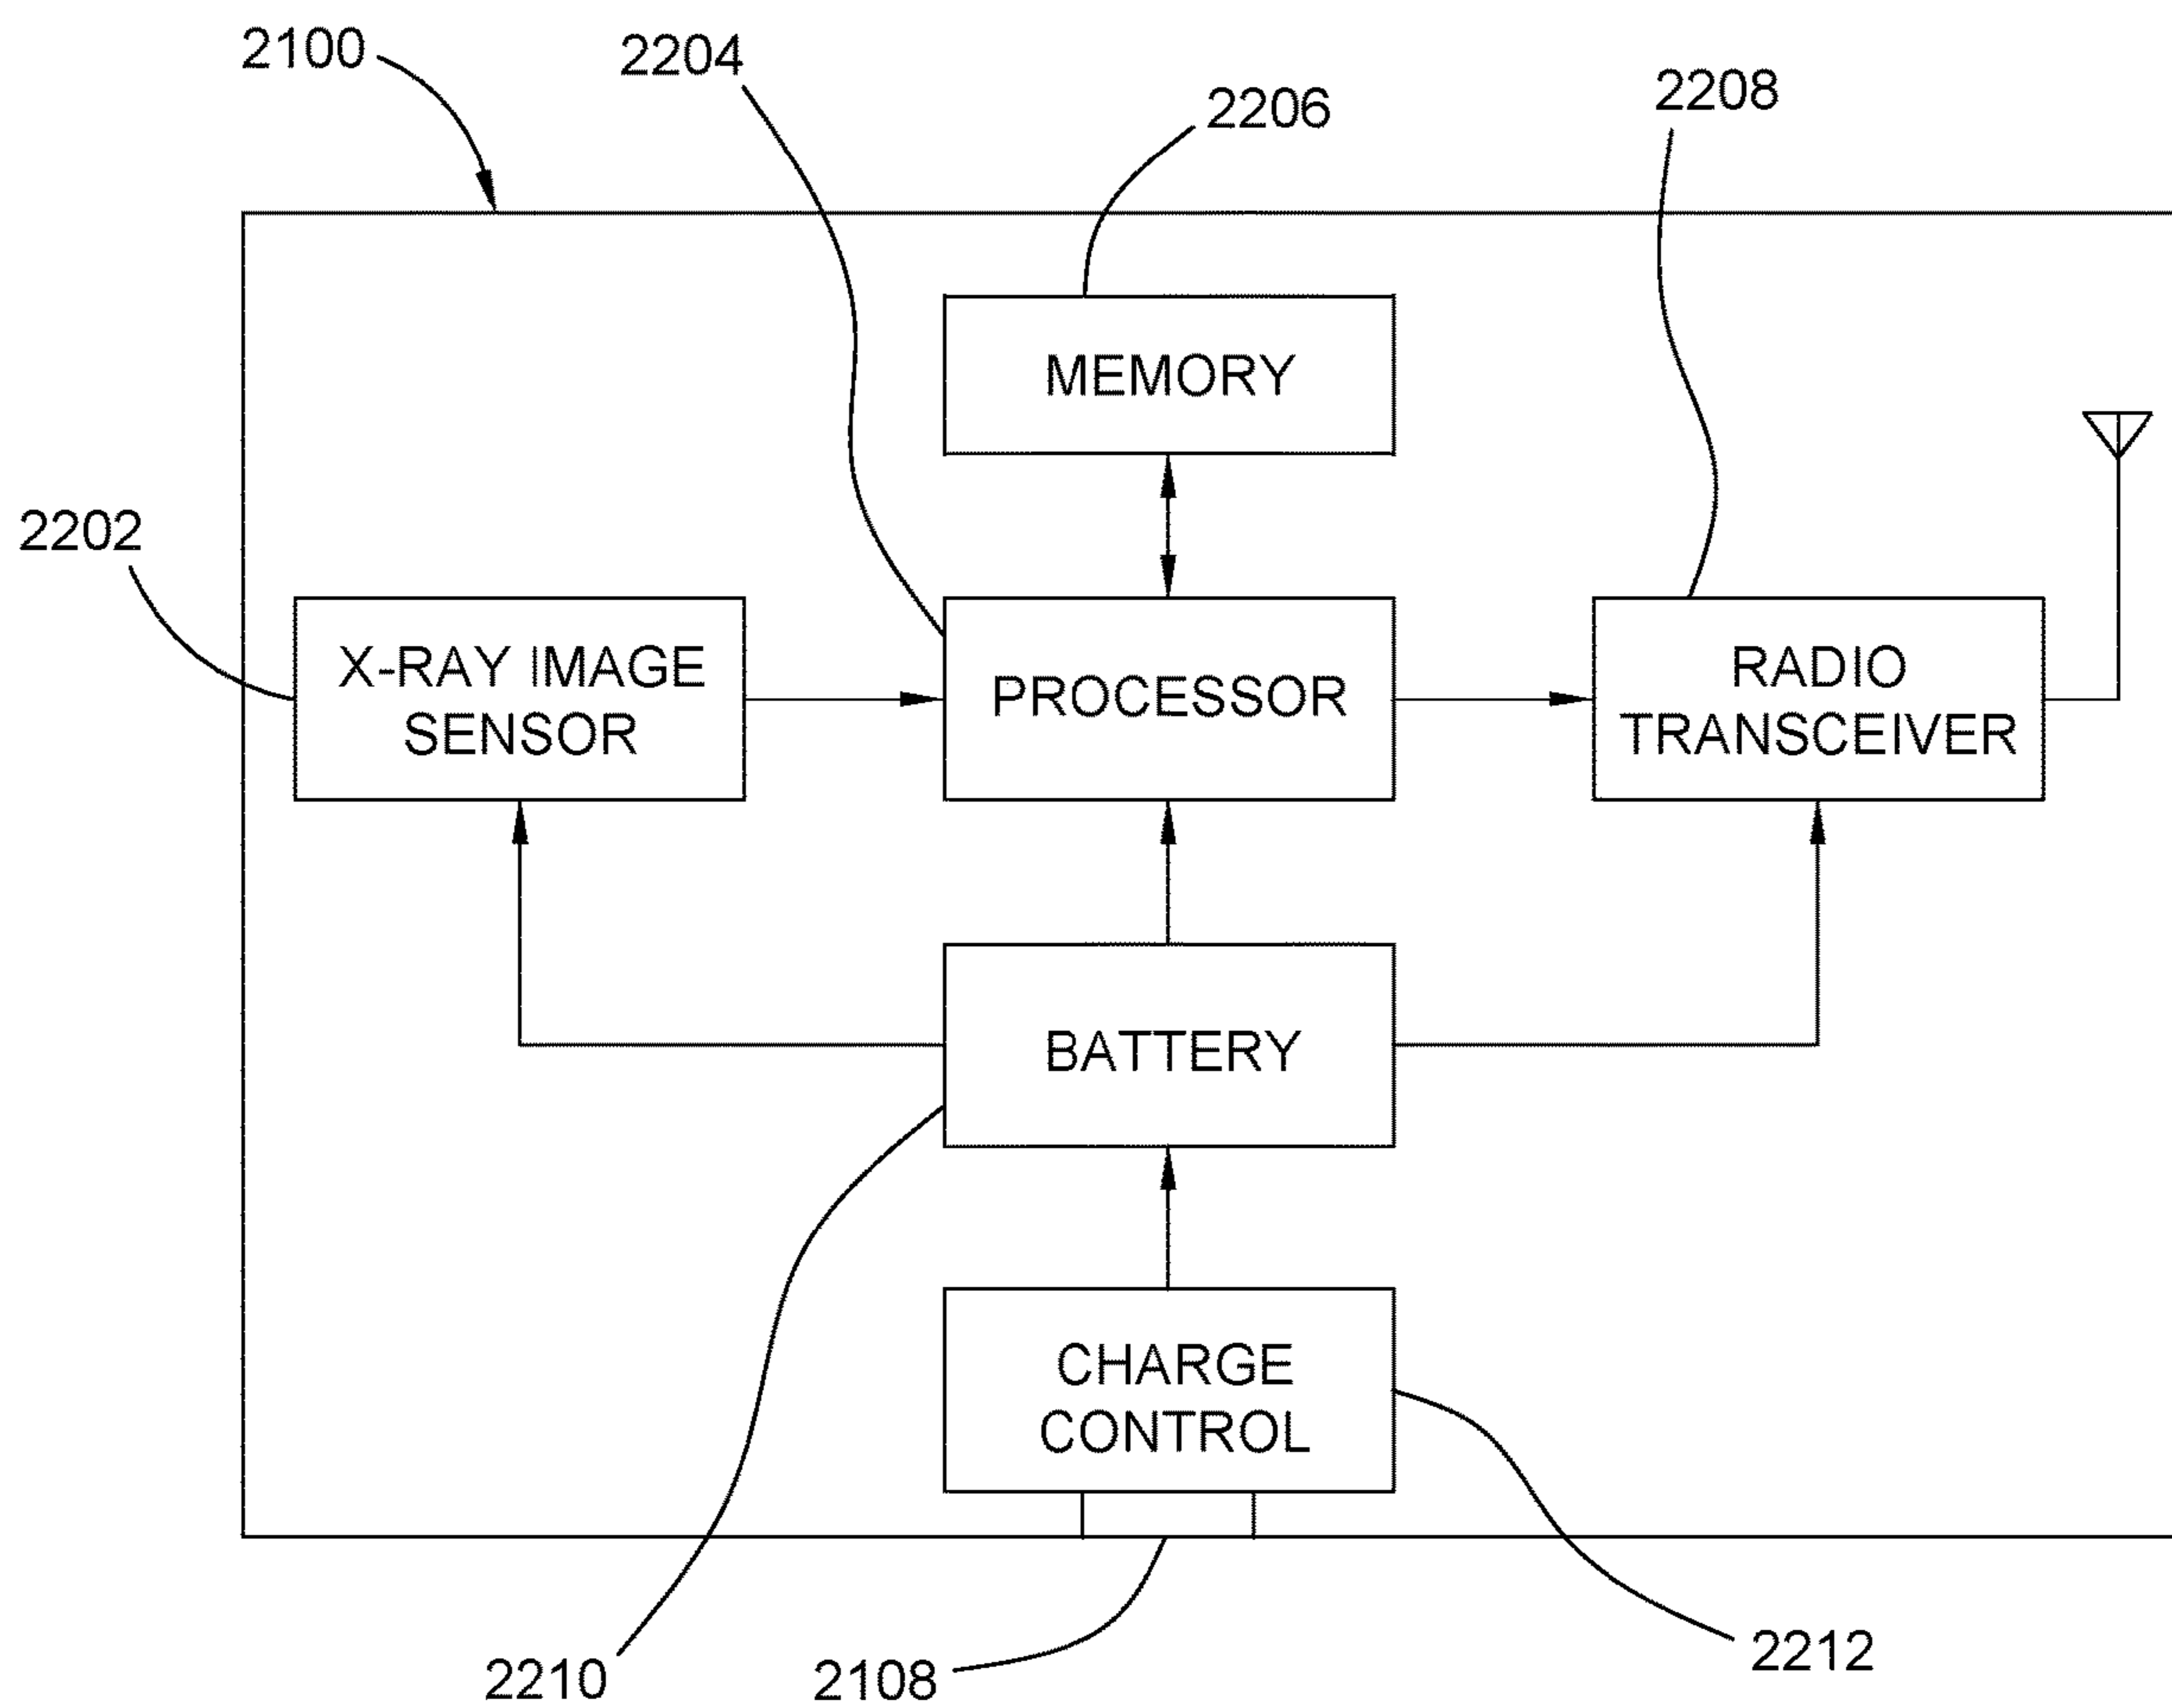 2100
2204
2206
2208
MEMORY
2202
X-RAY IMAGE
SENSOR
PROCESSOR
RADIO
TRANSCEIVER
BATTERY
CHARGE
CONTROL
2210
2108
2212